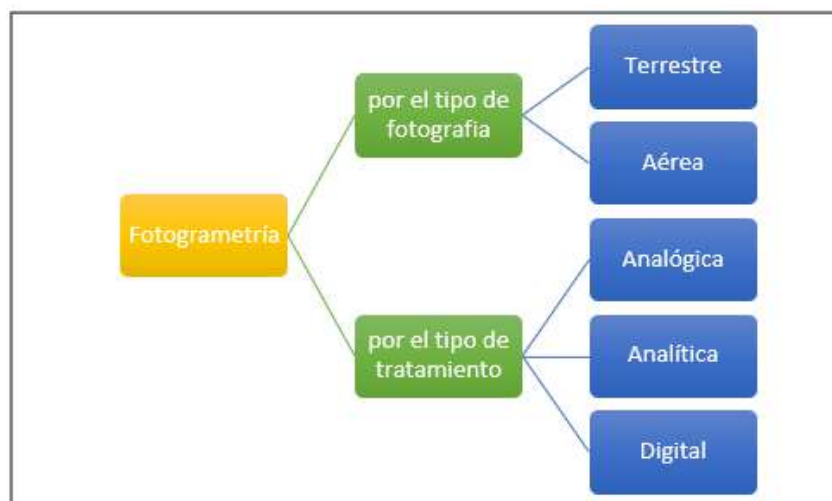 Fotogrametría
por el tipo de
fotografia
Terrestre
Aérea
por el tipo de
tratamiento
Analógica
Analítica
Digital